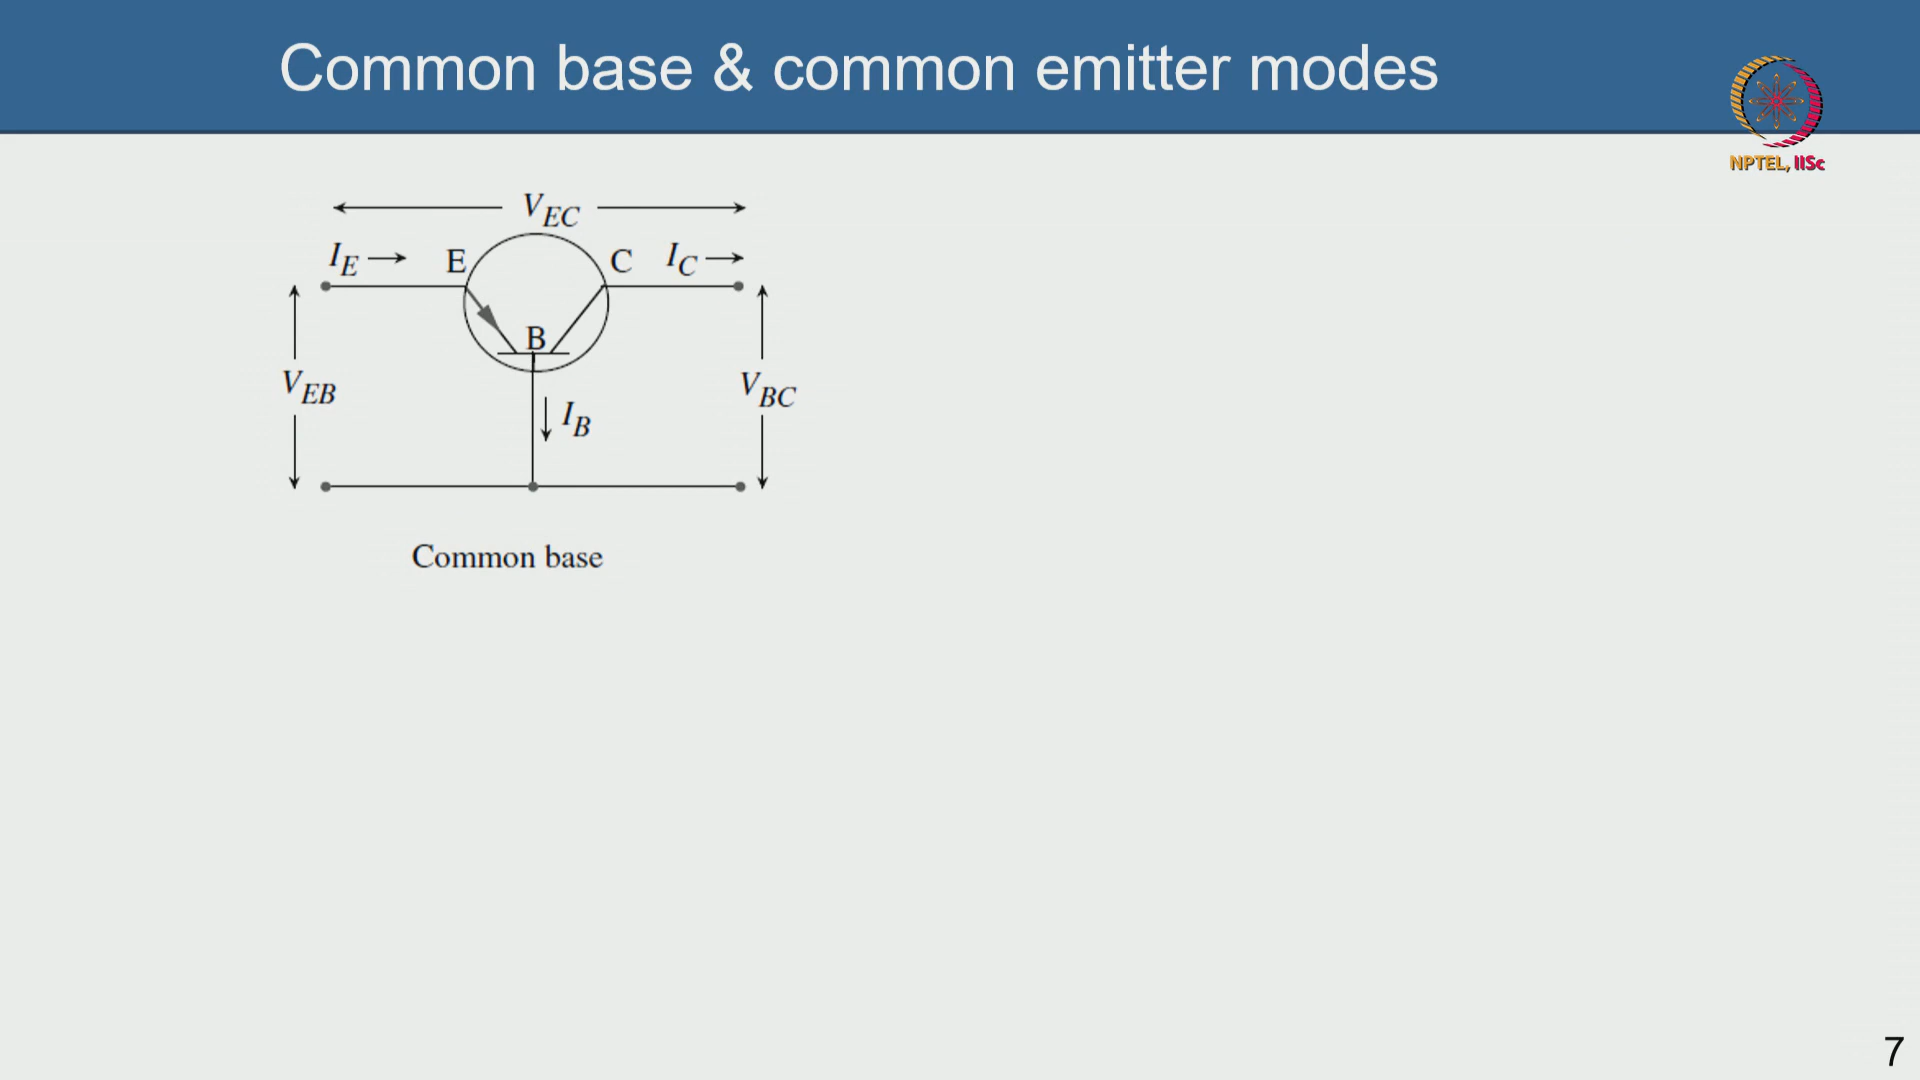 Common base & common emitter modes
NPTEL, IISc
V_EC
I_E E C I_C
B
V_EB V_BC
I_B
Common base
7